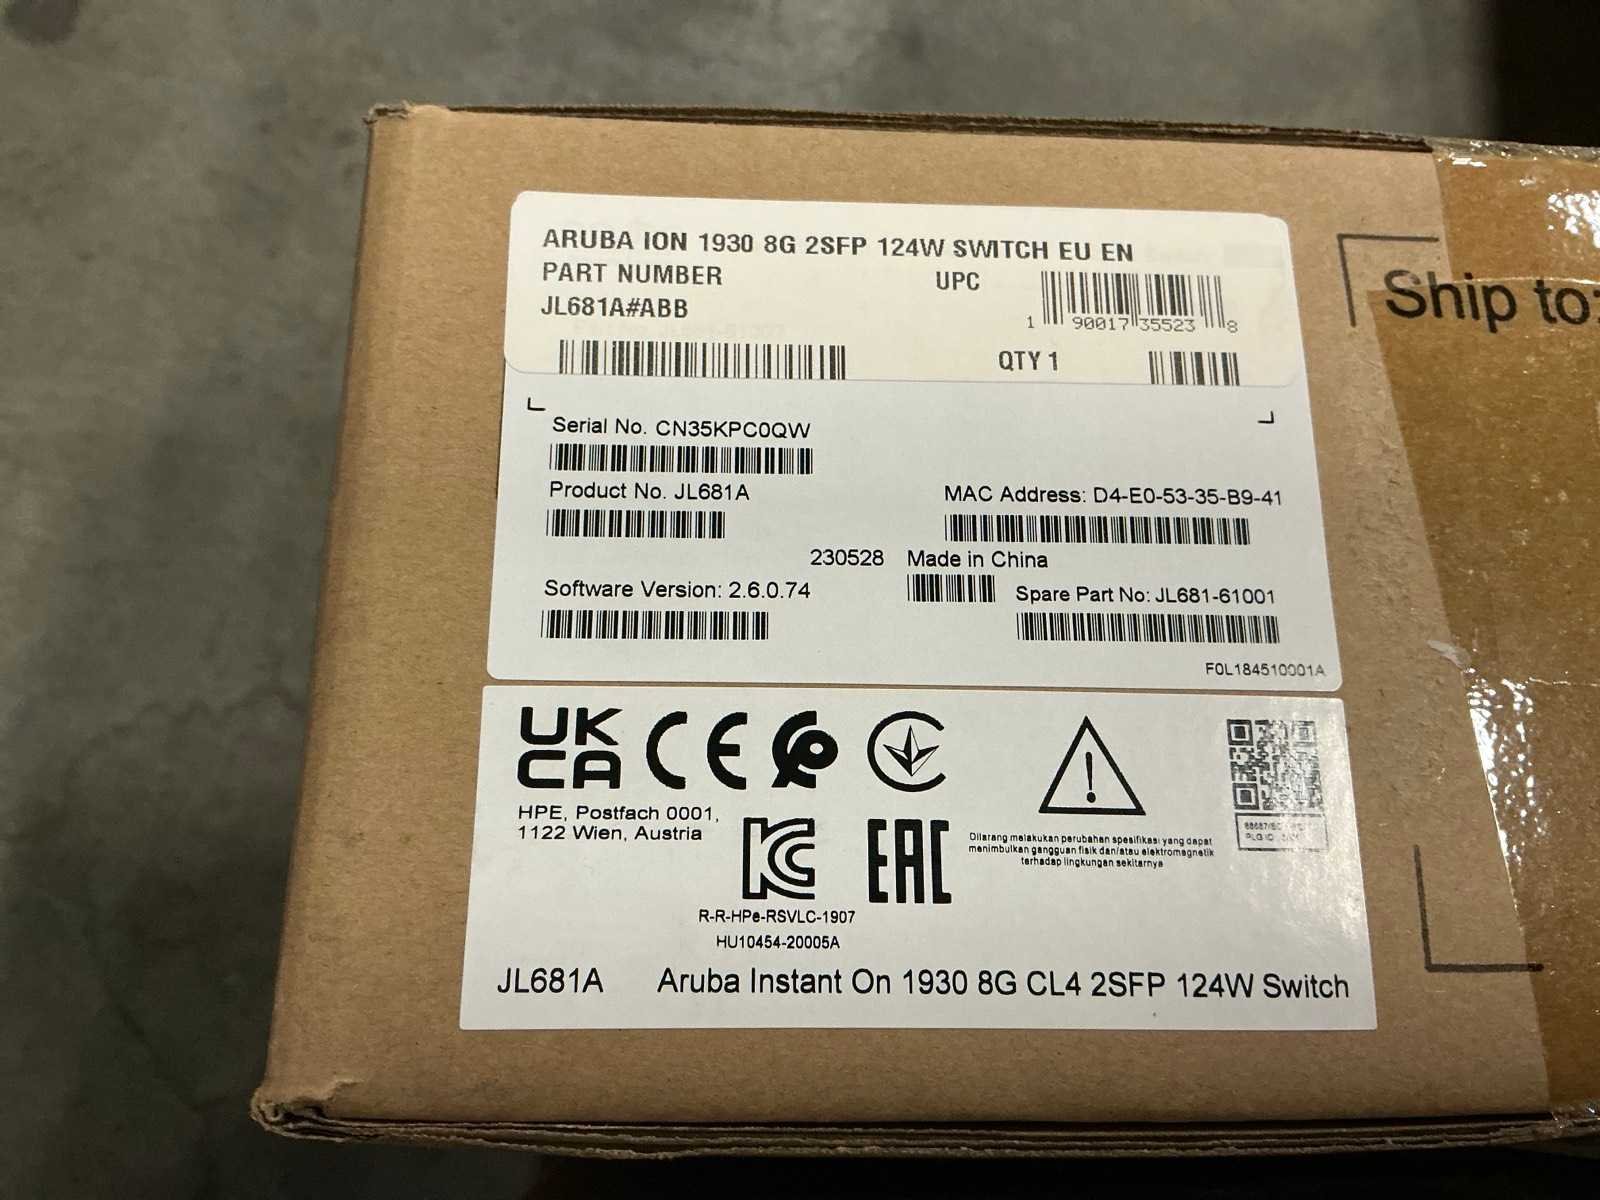 ARUBA ION 1930 8G 2SFP 124W SWITCH EU EN
PART NUMBER
UPC
JL681A#ABB
1 90017 35523 8
QTY 1
Ship to:
Serial No. CN35KPC0QW
Product No. JL681A
MAC Address: D4-E0-53-35-B9-41
230528 Made in China
Software Version: 2.6.0.74
Spare Part No: JL681-61001
F0L184510001A
UK
CA
CE
HPE, Postfach 0001,
1122 Wien, Austria
KC
EAC
Dilarang melakukan perubahan spesifikasi yang dapat
menimbulkan gangguan fisik dan/atau elektromagnetik
terhadap lingkungan sekitarnya
R-R-HPe-RSVLC-1907
HU10454-20005A
JL681A Aruba Instant On 1930 8G CL4 2SFP 124W Switch